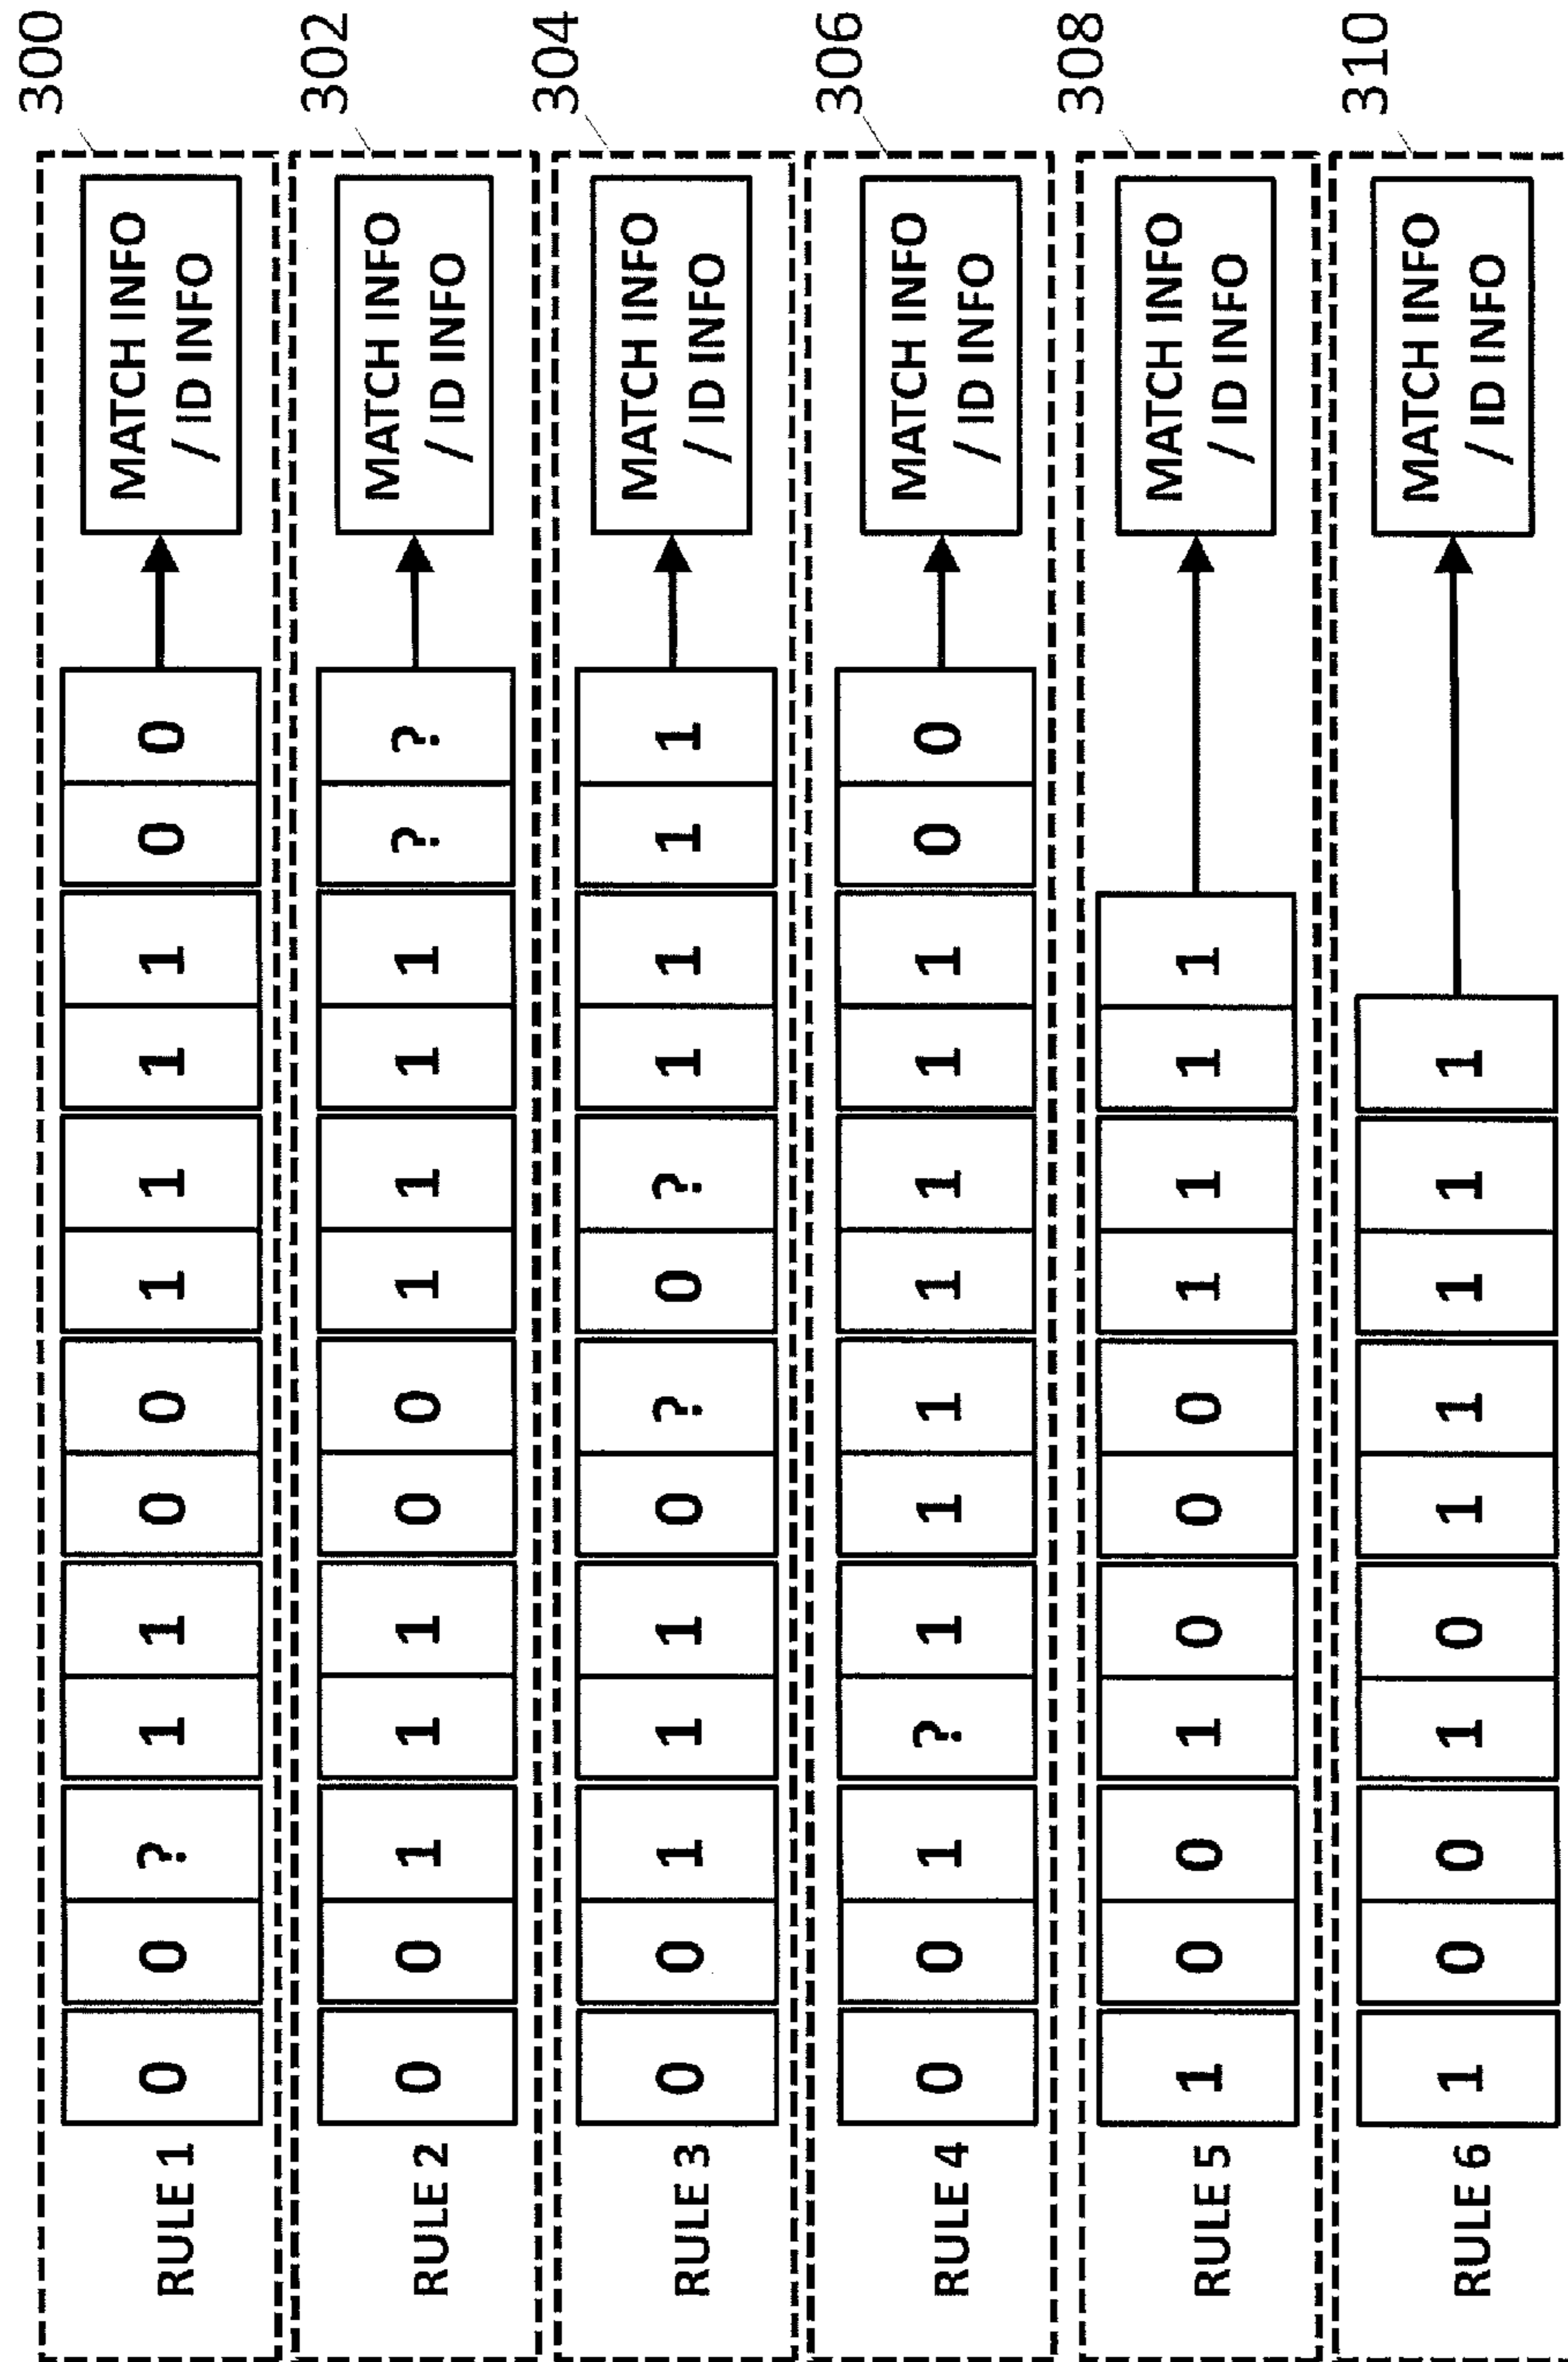 300
RULE 1 0 0 ? 1 1 0 0 1 1 1 1 0 0 MATCH INFO
/ ID INFO
302
RULE 2 0 0 1 1 1 0 0 1 1 1 1 ? ? MATCH INFO
/ ID INFO
304
RULE 3 0 0 1 1 1 0 ? 0 ? 1 1 1 1 MATCH INFO
/ ID INFO
306
RULE 4 0 0 1 ? 1 1 1 1 1 1 1 0 0 MATCH INFO
/ ID INFO
308
RULE 5 1 0 0 1 0 0 0 1 1 1 1 MATCH INFO
/ ID INFO
310
RULE 6 1 0 0 1 0 1 1 1 1 1 MATCH INFO
/ ID INFO